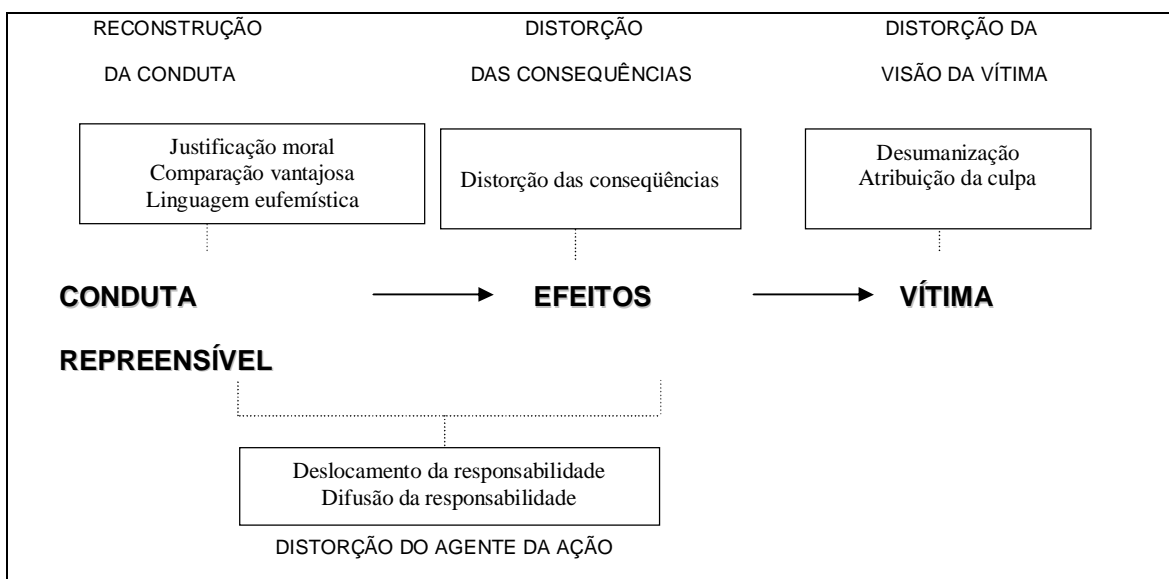 RECONSTRUÇÃO
DA CONDUTA
DISTORÇÃO
DAS CONSEQUÊNCIAS
DISTORÇÃO DA
VISÃO DA VÍTIMA
Justificação moral
Comparação vantajosa
Linguagem eufemística
Distorção das conseqüências
Desumanização
Atribuição da culpa
CONDUTA
REPREENSÍVEL
EFEITOS
VÍTIMA
Deslocamento da responsabilidade
Difusão da responsabilidade
DISTORÇÃO DO AGENTE DA AÇÃO